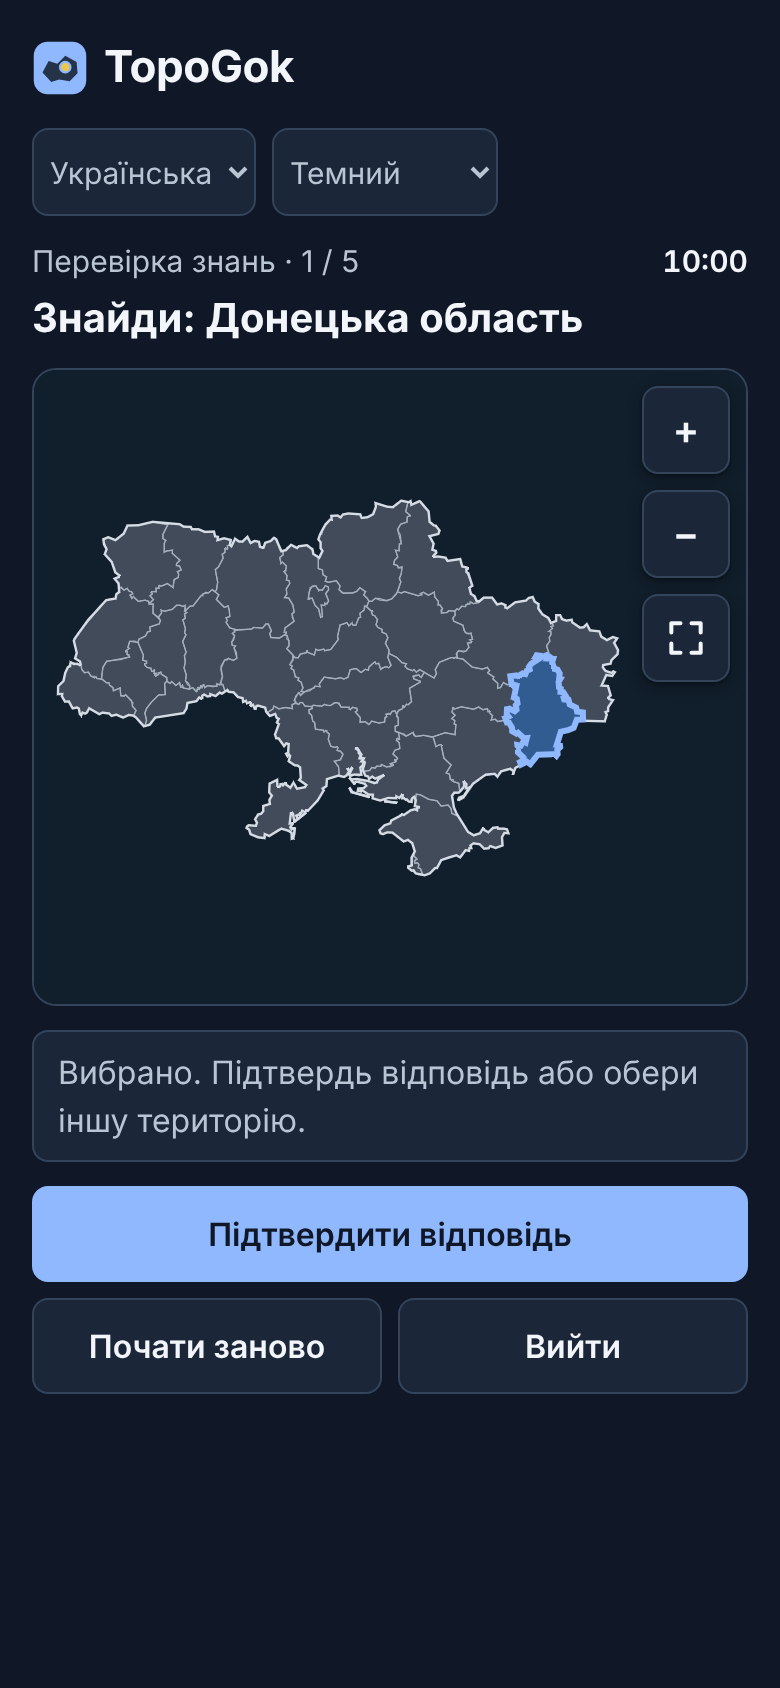 TopoGok
Українська
Темний
Перевірка знань · 1 / 5
10:00
Знайди: Донецька область
+
−
Вибрано. Підтвердь відповідь або обери
іншу територію.
Підтвердити відповідь
Почати заново
Вийти